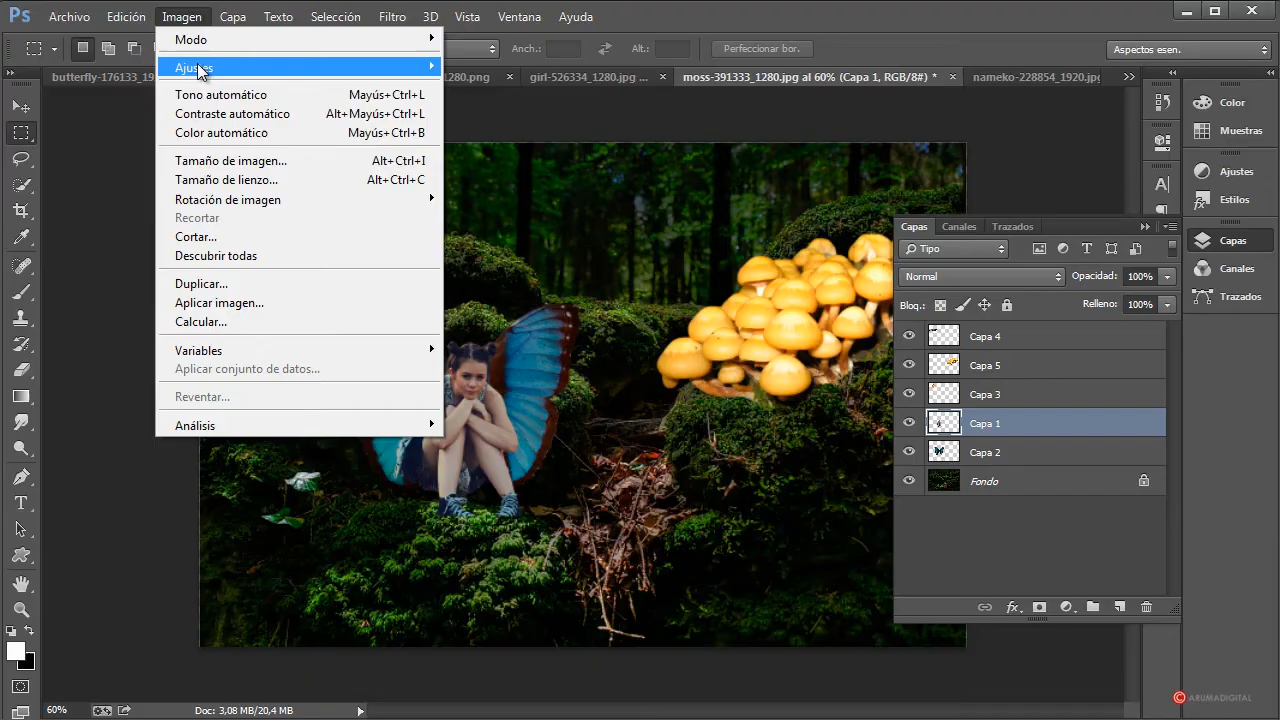 Ps Archivo Edición Imagen Capa Texto Selección Filtro 3D Vista Ventana Ayuda
Anch.: Alt.: Perfeccionar bor. Aspectos esen.
butterfly-176133_19 1280.png × girl-526334_1280.jpg ... × moss-391333_1280.jpg al 60% (Capa 1, RGB/8#) * × nameko-228854_1920.jpg
Modo
Ajustes
Tono automático Mayús+Ctrl+L
Contraste automático Alt+Mayús+Ctrl+L
Color automático Mayús+Ctrl+B
Tamaño de imagen... Alt+Ctrl+I
Tamaño de lienzo... Alt+Ctrl+C
Rotación de imagen
Recortar
Cortar...
Descubrir todas
Duplicar...
Aplicar imagen...
Calcular...
Variables
Aplicar conjunto de datos...
Reventar...
Análisis
Color
Muestras
Ajustes
Estilos
Capas
Canales
Trazados
Capas Canales Trazados
Tipo
Normal Opacidad: 100%
Bloq.: Relleno: 100%
Capa 4
Capa 5
Capa 3
Capa 1
Capa 2
Fondo
fx
60% Doc: 3,08 MB/20,4 MB
© ARUMADIGITAL